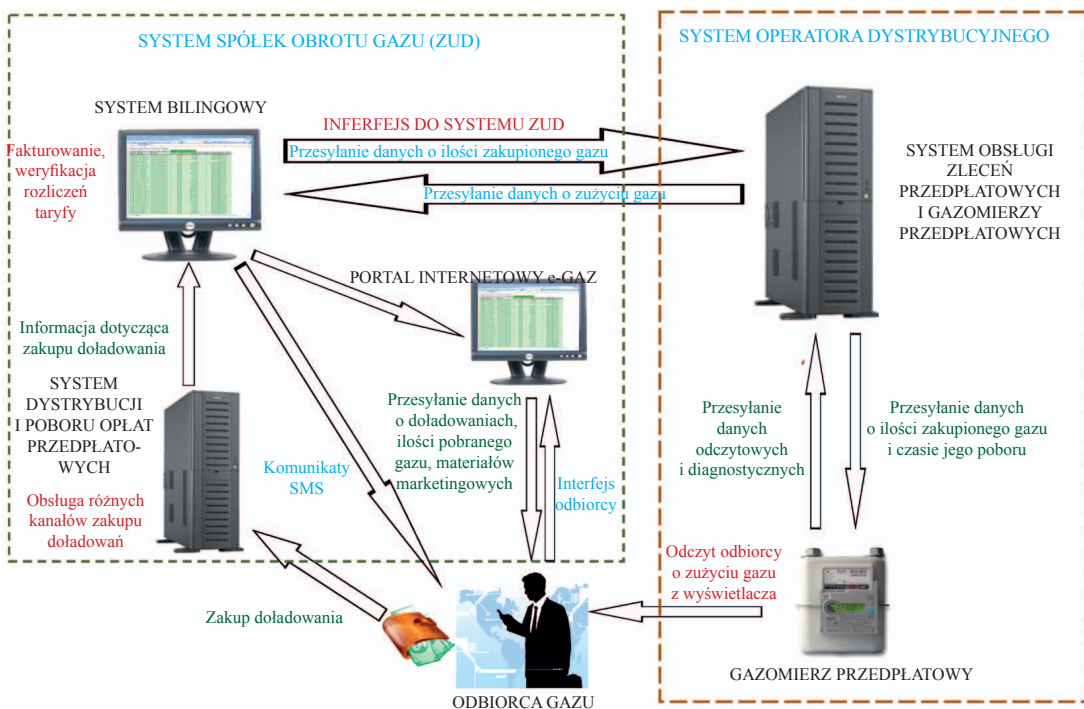 SYSTEM SPÓŁEK OBROTU GAZU (ZUD)
SYSTEM OPERATORA DYSTRYBUCYJNEGO
SYSTEM BILINGOWY
Fakturowanie,
weryfikacja
rozliczeń
taryfy
INFERFEJS DO SYSTEMU ZUD
Przesyłanie danych o ilości zakupionego gazu
Przesyłanie danych o zużyciu gazu
SYSTEM OBSŁUGI
ZLECEŃ
PRZEDPŁATOWYCH
I GAZOMIERZY
PRZEDPŁATOWYCH
PORTAL INTERNETOWY e-GAZ
Informacja dotycząca
zakupu doładowania
SYSTEM
DYSTRYBUCJI
I POBORU OPŁAT
PRZEDPŁATO-
WYCH
Obsługa różnych
kanałów zakupu
doładowań
Komunikaty
SMS
Przesyłanie danych
o doładowaniach,
ilości pobranego
gazu, materiałów
marketingowych
Interfejs
odbiorcy
Przesyłanie
danych
odczytowych
i diagnostycznych
Przesyłanie danych
o ilości zakupionego gazu
i czasie jego poboru
Odczyt odbiorcy
o zużyciu gazu
z wyświetlacza
Zakup doładowania
ODBIORCA GAZU
GAZOMIERZ PRZEDPŁATOWY